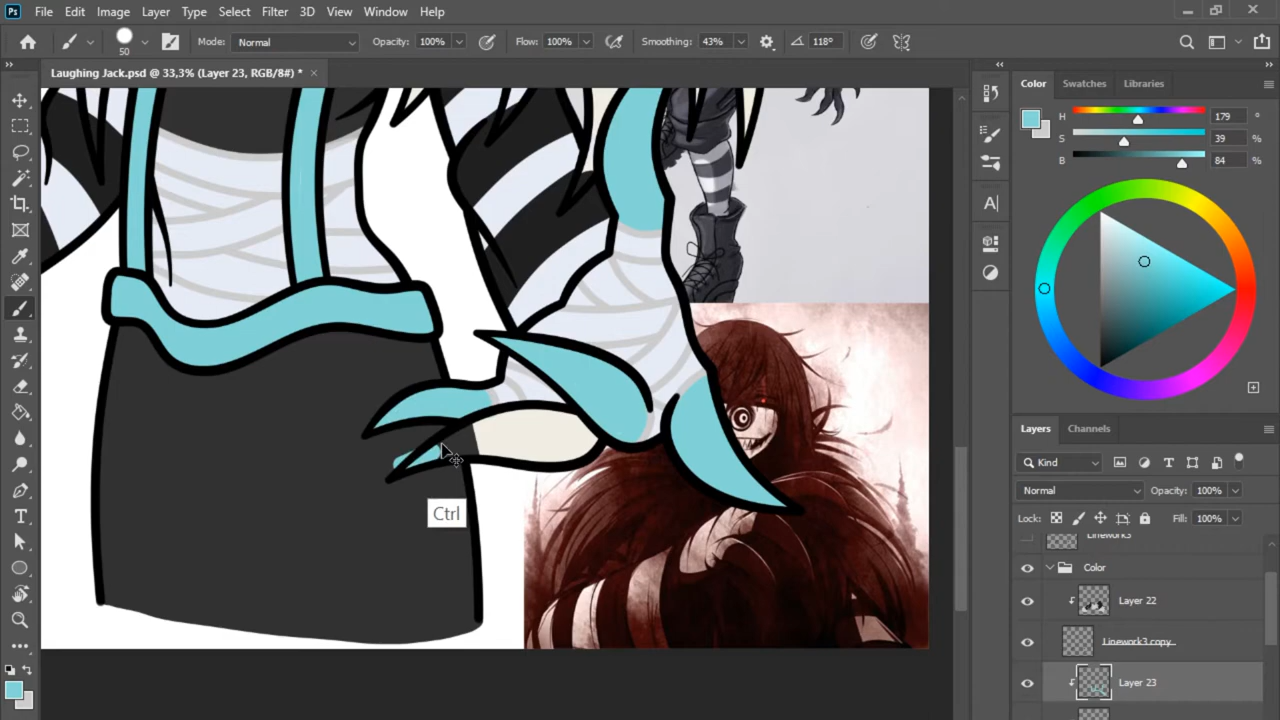 Ps File Edit Image Layer Type Select Filter 3D View Window Help
50 Mode: Normal Opacity: 100% Flow: 100% Smoothing: 43% 118°
Laughing Jack.psd @ 33,3% (Layer 23, RGB/8#) * ×
Color Swatches Libraries
H 179 °
S 39 %
B 84 %
Ctrl
Layers Channels
Kind
Normal Opacity: 100%
Lock: Fill: 100%
Linework3
Color
Layer 22
Linework3 copy
Layer 23